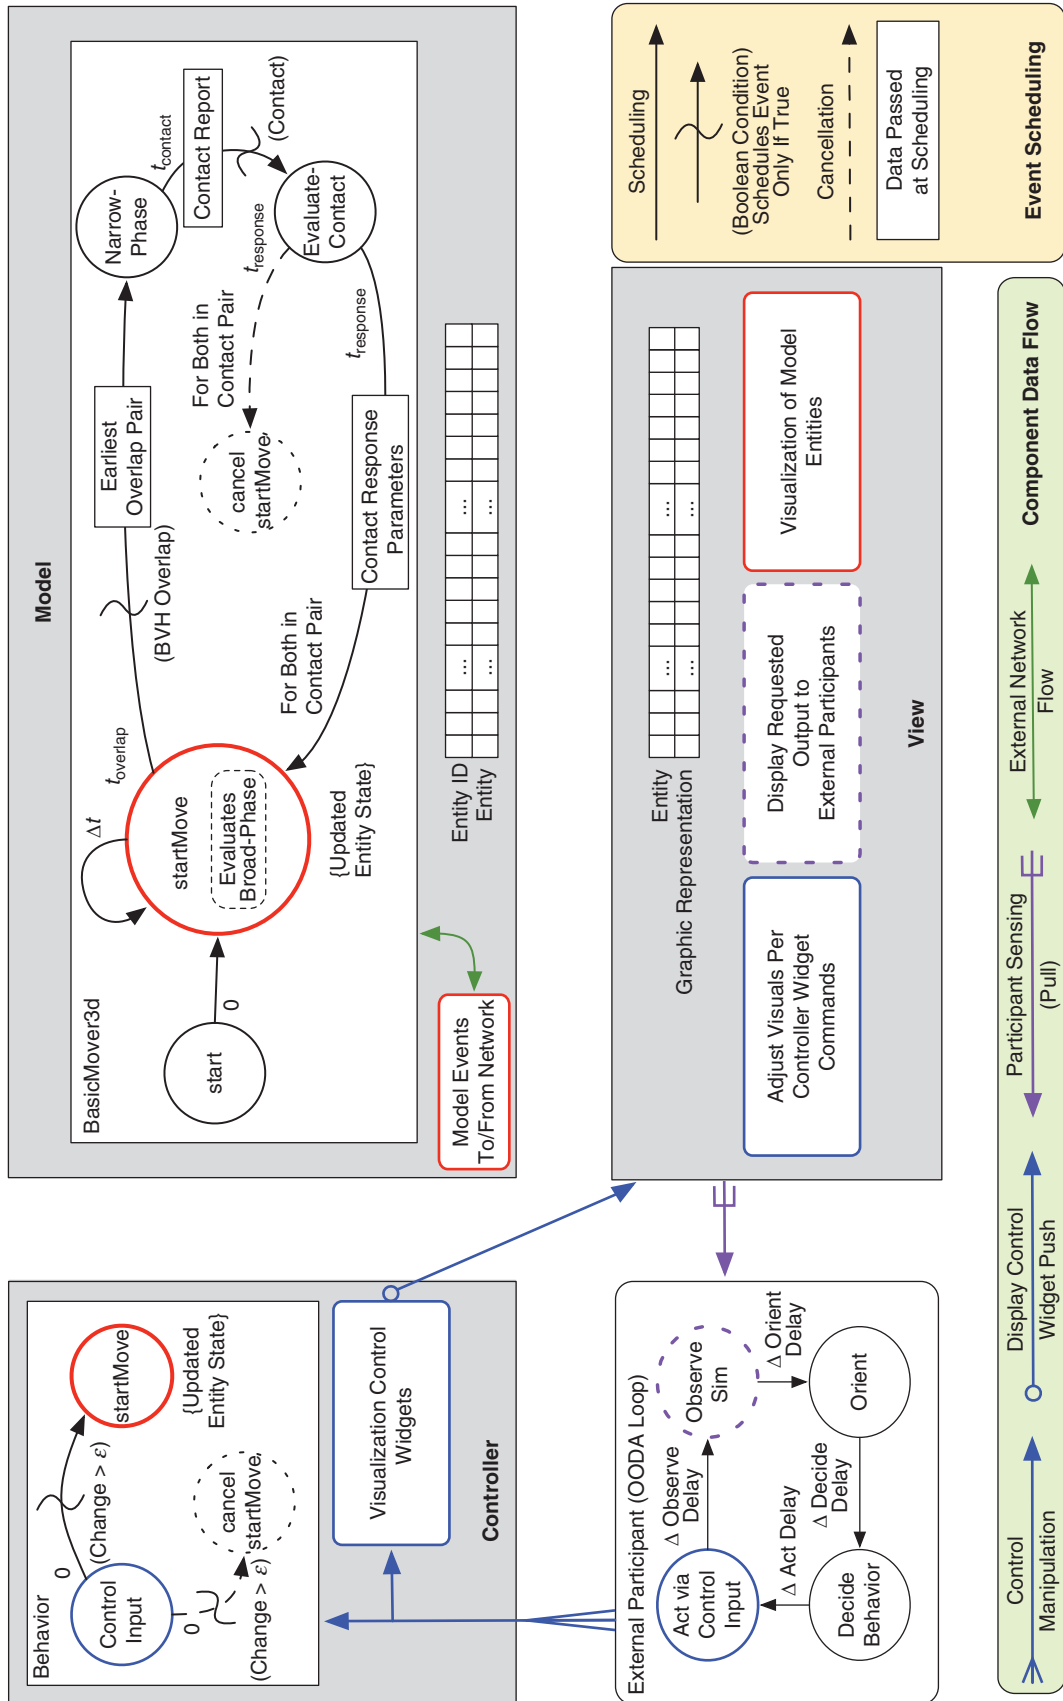 Behavior
Control
Input
0
(Change > ε)
startMove
{Updated
Entity State}
0
(Change > ε)
cancel
startMove
Visualization Control
Widgets
Controller
Model
BasicMover3d
start
0
Δt
startMove
Evaluates
Broad-Phase
{Updated
Entity State}
t overlap
(BVH Overlap)
Earliest
Overlap Pair
Narrow-
Phase
t contact
Contact Report
(Contact)
Evaluate-
Contact
t response
For Both in
Contact Pair
cancel
startMove
t response
Contact Response
Parameters
For Both in
Contact Pair
Entity ID
Entity
... ...
... ...
Model Events
To/From Network
External Participant (OODA Loop)
Act via
Control
Input
Δ Observe
Delay
Observe
Sim
Δ Orient
Delay
Orient
Δ Decide
Delay
Decide
Behavior
Δ Act Delay
Entity
Graphic Representation
... ...
... ...
Adjust Visuals Per
Controller Widget
Commands
Display Requested
Output to
External Participants
Visualization of Model
Entities
View
Scheduling
(Boolean Condition)
Schedules Event
Only If True
Cancellation
Data Passed
at Scheduling
Event Scheduling
Control
Manipulation
Display Control
Widget Push
Participant Sensing
(Pull)
External Network
Flow
Component Data Flow